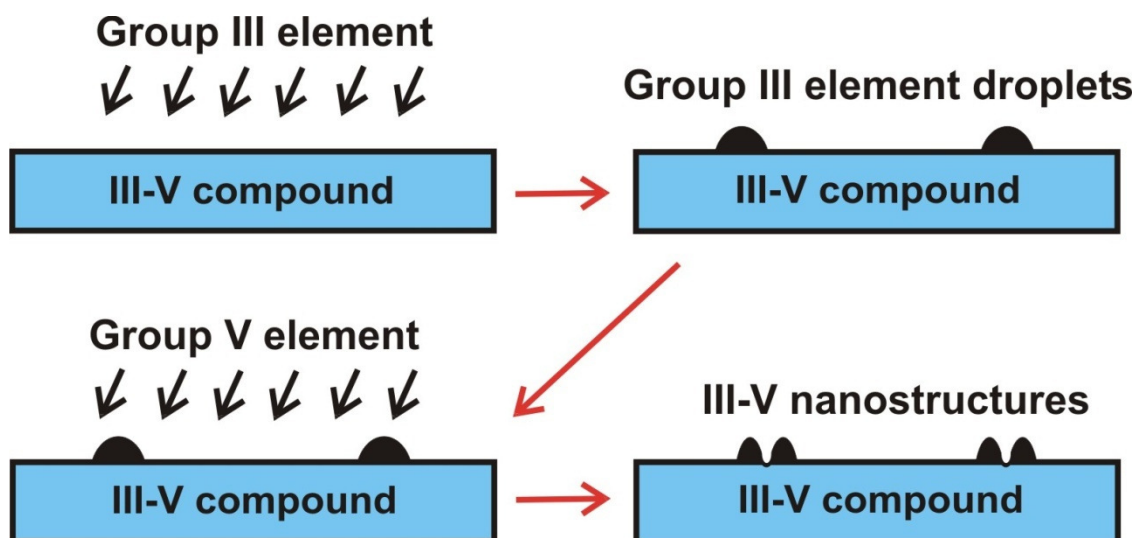 Group III element
III-V compound
Group III element droplets
III-V compound
Group V element
III-V compound
III-V nanostructures
III-V compound